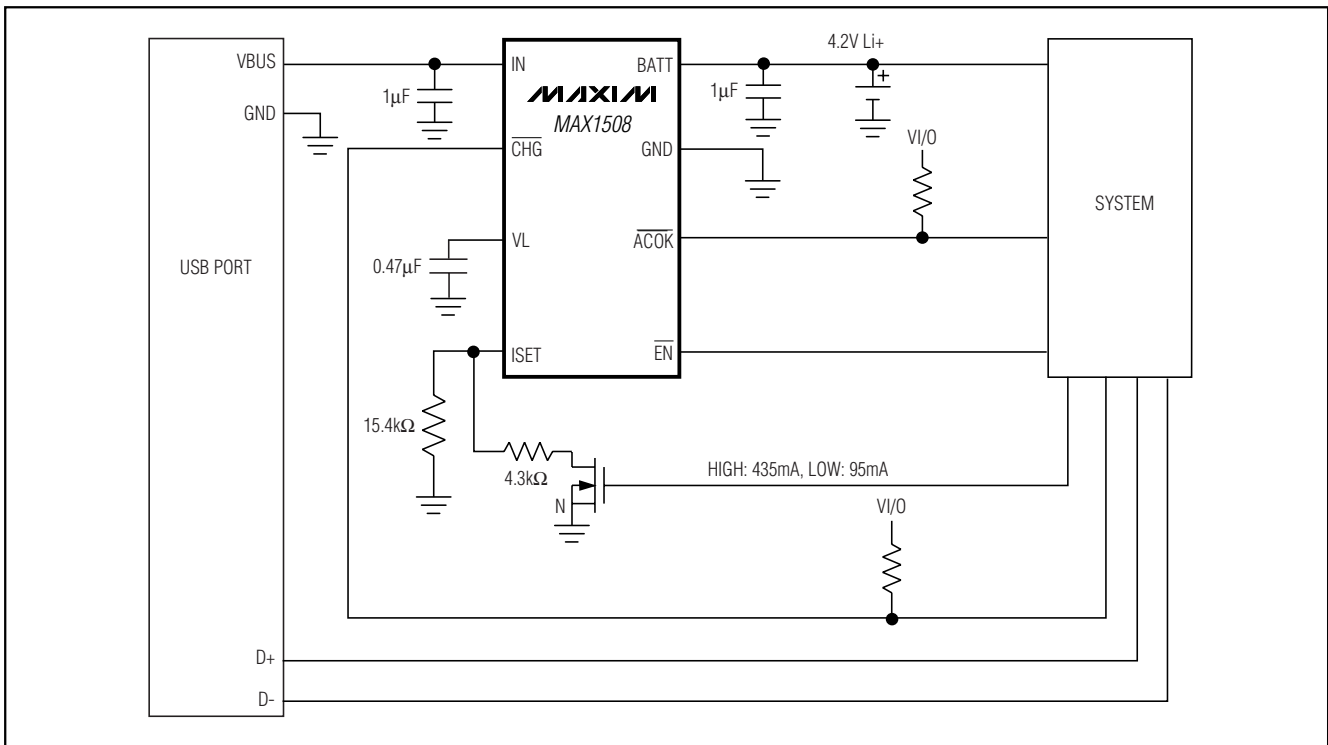 VBUS
GND
USB PORT
D+
D-
1μF
IN
BATT
MAXIM
MAX1508
CHG
GND
VL
ACOK
ISET
EN
0.47μF
15.4kΩ
4.3kΩ
N
1μF
4.2V Li+
+
VI/O
SYSTEM
HIGH: 435mA, LOW: 95mA
VI/O